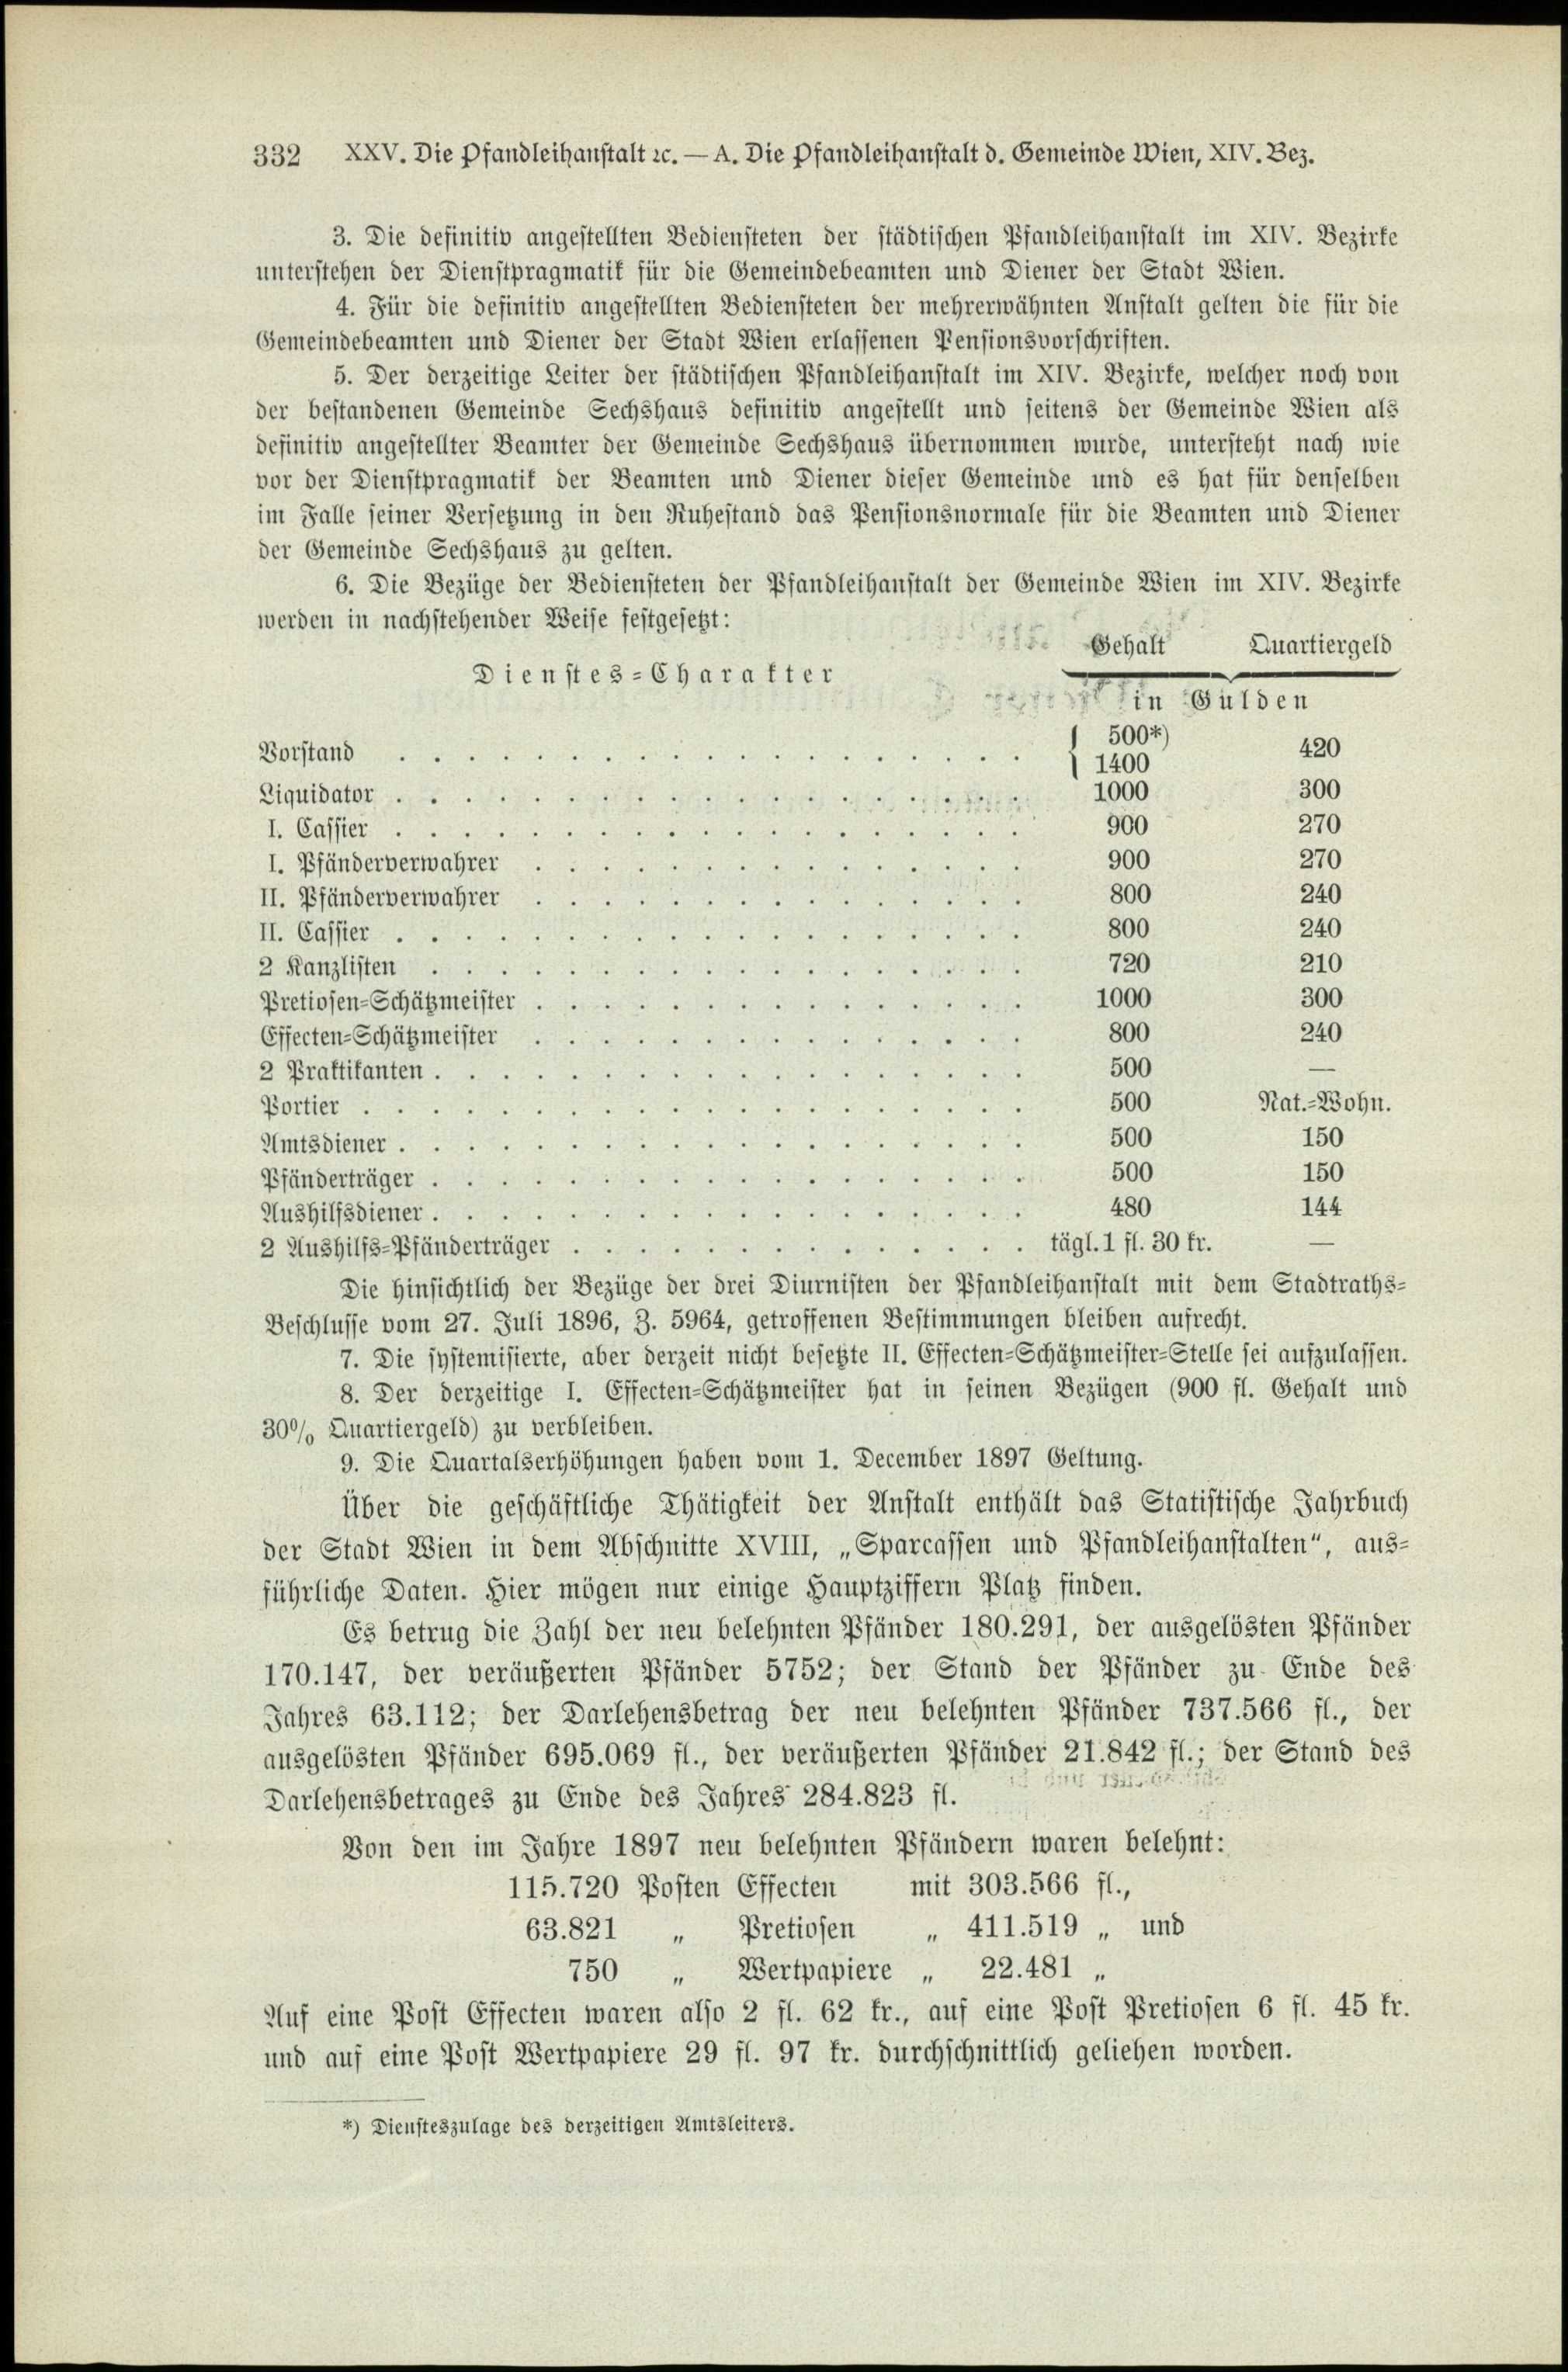 332 XXV. Die Pfandleihanstalt ꝛc. — A. Die Pfandleihanstalt d. Gemeinde Wien, XIV. Bez.
3. Die definitiv angestellten Bediensteten der städtischen Pfandleihanstalt im XIV. Bezirke
unterstehen der Dienstpragmatik für die Gemeindebeamten und Diener der Stadt Wien.
4. Für die definitiv angestellten Bediensteten der mehrerwähnten Anstalt gelten die für die
Gemeindebeamten und Diener der Stadt Wien erlassenen Pensionsvorschriften.
5. Der derzeitige Leiter der städtischen Pfandleihanstalt im XIV. Bezirke, welcher noch von
der bestandenen Gemeinde Sechshaus definitiv angestellt und seitens der Gemeinde Wien als
definitiv angestellter Beamter der Gemeinde Sechshaus übernommen wurde, untersteht nach wie
vor der Dienstpragmatik der Beamten und Diener dieser Gemeinde und es hat für denselben
im Falle seiner Versetzung in den Ruhestand das Pensionsnormale für die Beamten und Diener
der Gemeinde Sechshaus zu gelten.
6. Die Bezüge der Bediensteten der Pfandleihanstalt der Gemeinde Wien im XIV. Bezirke
werden in nachstehender Weise festgesetzt:
Gehalt Quartiergeld
Dienstes-Charakter
in Gulden
Vorstand . . . . . . . . . . { 500*) 1400 420
Liquidator . . . . . . . . . . 1000 300
I. Cassier . . . . . . . . . . 900 270
I. Pfänderverwahrer . . . . . . . . . . 900 270
II. Pfänderverwahrer . . . . . . . . . . 800 240
II. Cassier . . . . . . . . . . 800 240
2 Kanzlisten . . . . . . . . . . 720 210
Pretiosen-Schätzmeister . . . . . . . . . . 1000 300
Effecten-Schätzmeister . . . . . . . . . . 800 240
2 Praktikanten . . . . . . . . . . 500 —
Portier . . . . . . . . . . 500 Nat.-Wohn.
Amtsdiener . . . . . . . . . . 500 150
Pfänderträger . . . . . . . . . . 500 150
Aushilfsdiener . . . . . . . . . . 480 144
2 Aushilfs-Pfänderträger . . . . . . . . . . tägl. 1 fl. 30 kr. —
Die hinsichtlich der Bezüge der drei Diurnisten der Pfandleihanstalt mit dem Stadtraths-
Beschlusse vom 27. Juli 1896, Z. 5964, getroffenen Bestimmungen bleiben aufrecht.
7. Die systemisierte, aber derzeit nicht besetzte II. Effecten-Schätzmeister-Stelle sei aufzulassen.
8. Der derzeitige I. Effecten-Schätzmeister hat in seinen Bezügen (900 fl. Gehalt und
30% Quartiergeld) zu verbleiben.
9. Die Quartalserhöhungen haben vom 1. December 1897 Geltung.
Über die geschäftliche Thätigkeit der Anstalt enthält das Statistische Jahrbuch
der Stadt Wien in dem Abschnitte XVIII, „Sparcassen und Pfandleihanstalten“, aus-
führliche Daten. Hier mögen nur einige Hauptziffern Platz finden.
Es betrug die Zahl der neu belehnten Pfänder 180.291, der ausgelösten Pfänder
170.147, der veräußerten Pfänder 5752; der Stand der Pfänder zu Ende des
Jahres 63.112; der Darlehensbetrag der neu belehnten Pfänder 737.566 fl., der
ausgelösten Pfänder 695.069 fl., der veräußerten Pfänder 21.842 fl.; der Stand des
Darlehensbetrages zu Ende des Jahres 284.823 fl.
Von den im Jahre 1897 neu belehnten Pfändern waren belehnt:
115.720 Posten Effecten mit 303.566 fl.,
63.821 „ Pretiosen „ 411.519 „ und
750 „ Wertpapiere „ 22.481 „
Auf eine Post Effecten waren also 2 fl. 62 kr., auf eine Post Pretiosen 6 fl. 45 kr.
und auf eine Post Wertpapiere 29 fl. 97 kr. durchschnittlich geliehen worden.
*) Diensteszulage des derzeitigen Amtsleiters.